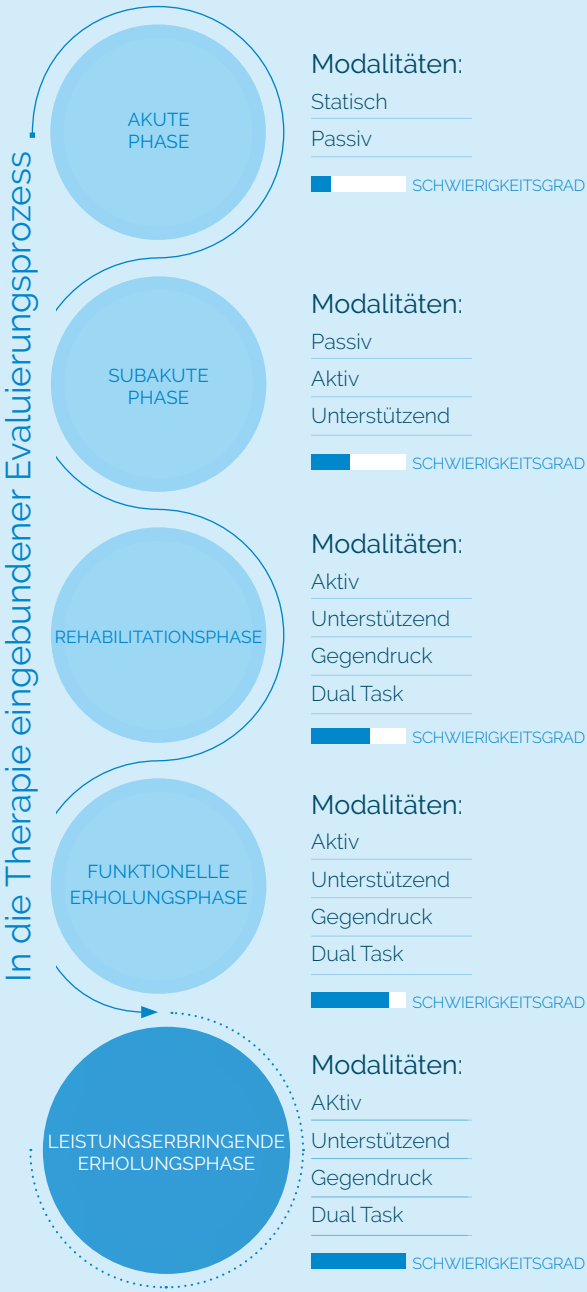 In die Therapie eingebundener Evaluierungsprozess
AKUTE
PHASE
Modalitäten:
Statisch
Passiv
SCHWIERIGKEITSGRAD
SUBAKUTE
PHASE
Modalitäten:
Passiv
Aktiv
Unterstützend
SCHWIERIGKEITSGRAD
REHABILITATIONSPHASE
Modalitäten:
Aktiv
Unterstützend
Gegendruck
Dual Task
SCHWIERIGKEITSGRAD
FUNKTIONELLE
ERHOLUNGSPHASE
Modalitäten:
Aktiv
Unterstützend
Gegendruck
Dual Task
SCHWIERIGKEITSGRAD
LEISTUNGSERBRINGENDE
ERHOLUNGSPHASE
Modalitäten:
AKtiv
Unterstützend
Gegendruck
Dual Task
SCHWIERIGKEITSGRAD